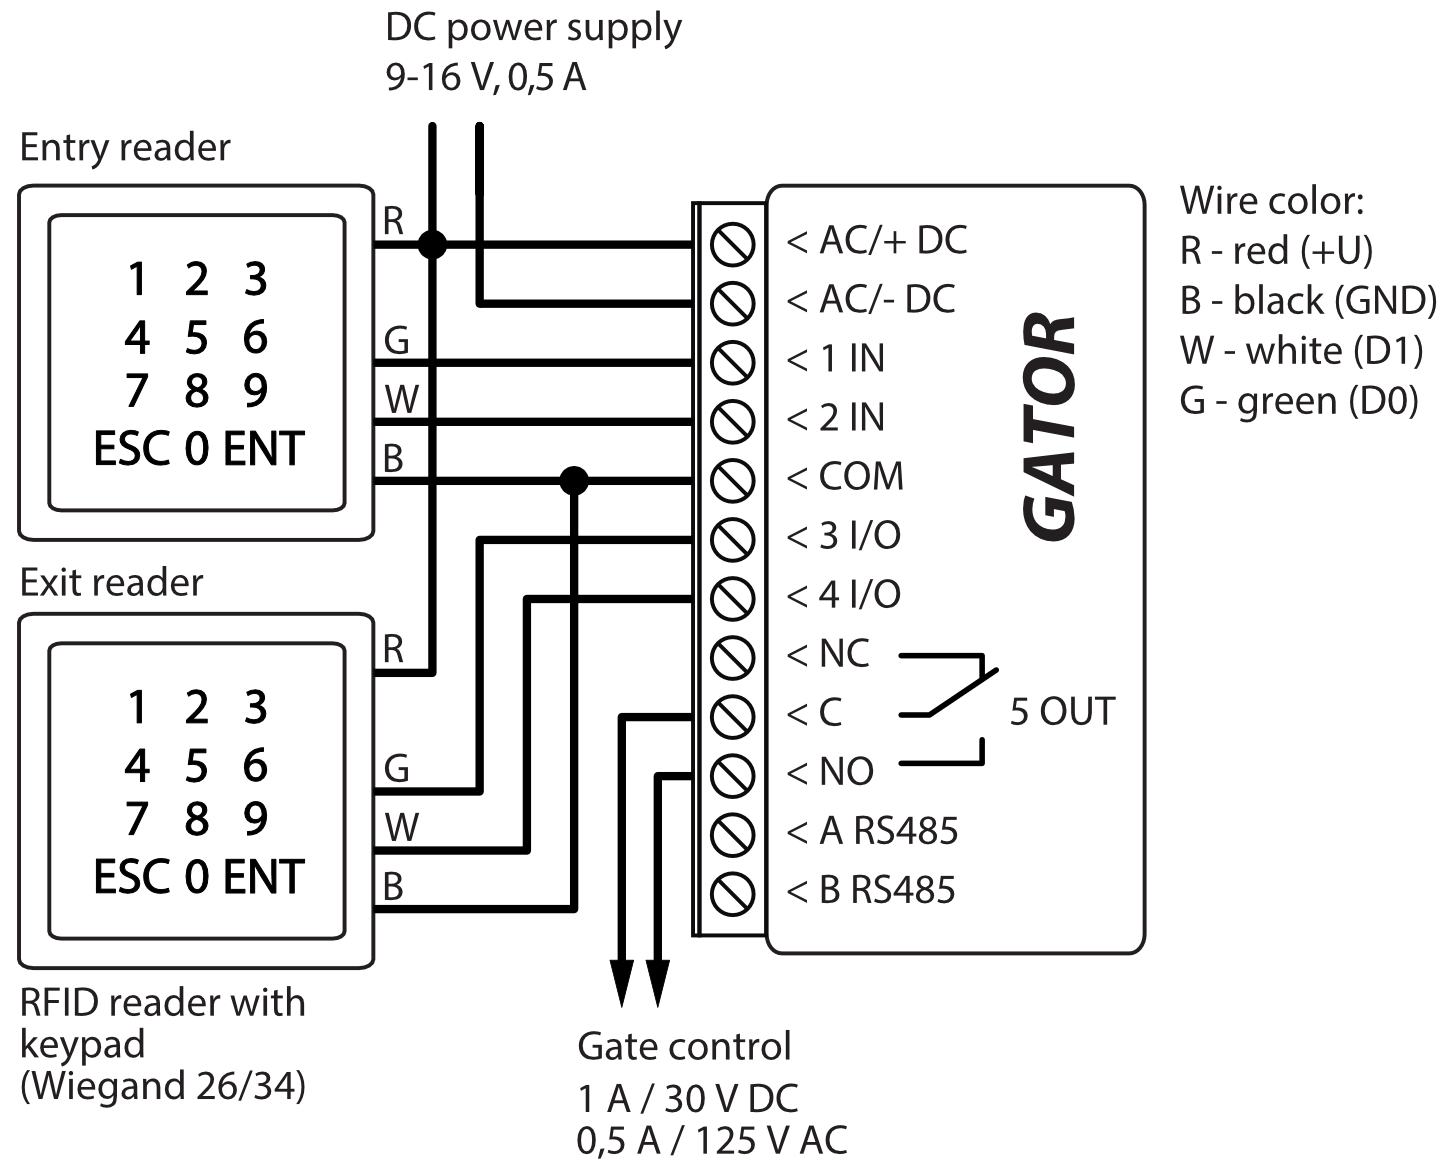 DC power supply
9-16 V, 0,5 A
Entry reader
1 2 3
4 5 6
7 8 9
ESC 0 ENT
R
G
W
B
Exit reader
1 2 3
4 5 6
7 8 9
ESC 0 ENT
R
G
W
B
RFID reader with
keypad
(Wiegand 26/34)
< AC/+ DC
< AC/- DC
< 1 IN
< 2 IN
< COM
< 3 I/O
< 4 I/O
< NC
< C
< NO
< A RS485
< B RS485
5 OUT
GATOR
Wire color:
R - red (+U)
B - black (GND)
W - white (D1)
G - green (D0)
Gate control
1 A / 30 V DC
0,5 A / 125 V AC